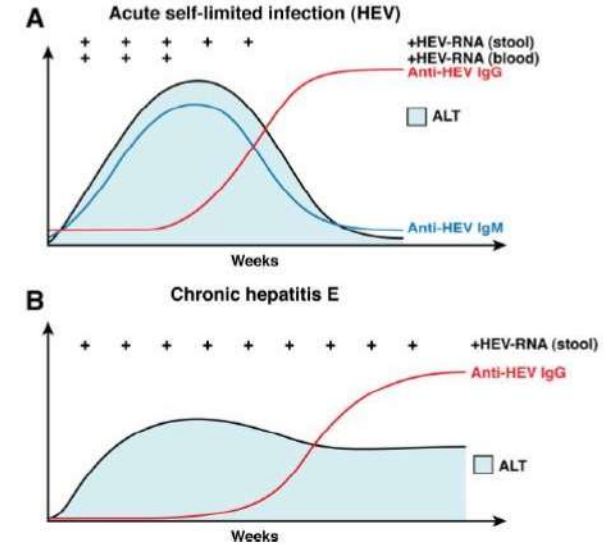 A
Acute self-limited infection (HEV)
+ + + + + +HEV-RNA (stool)
+ + + +HEV-RNA (blood)
Anti-HEV IgG
ALT
Anti-HEV IgM
Weeks
B
Chronic hepatitis E
+ + + + + + + + + +HEV-RNA (stool)
Anti-HEV IgG
ALT
Weeks